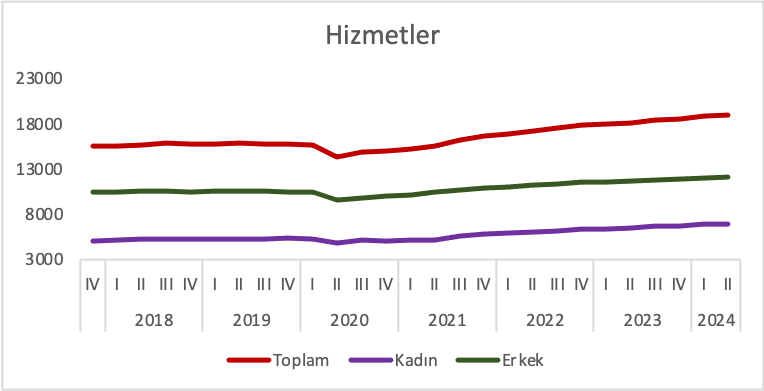 Hizmetler
23000
18000
13000
8000
3000
IV I II III IV I II III IV I II III IV I II III IV I II III IV I II III IV I II
2018 2019 2020 2021 2022 2023 2024
Toplam Kadın Erkek